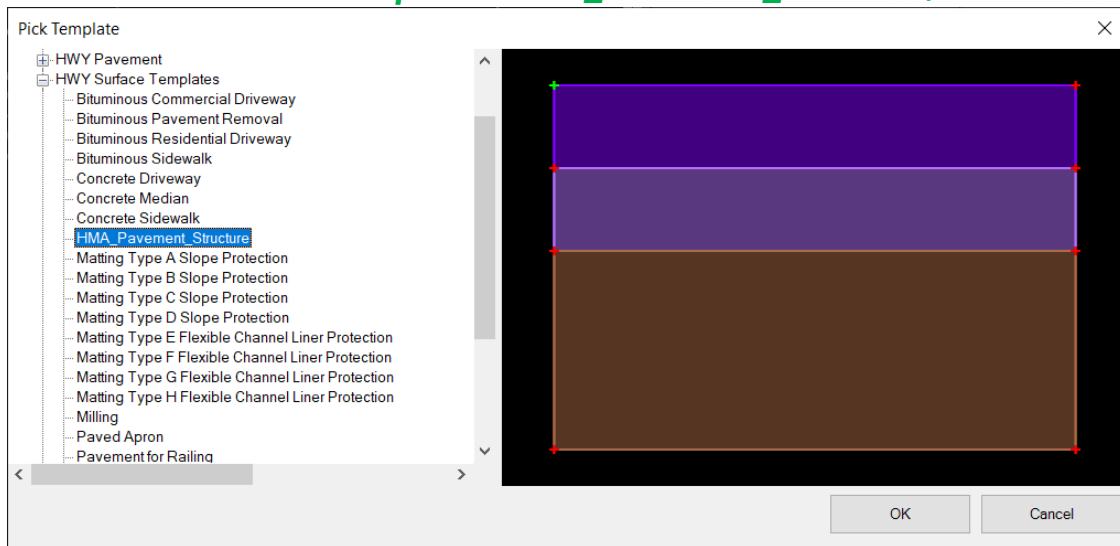 Pick Template
HWY Pavement
HWY Surface Templates
Bituminous Commercial Driveway
Bituminous Pavement Removal
Bituminous Residential Driveway
Bituminous Sidewalk
Concrete Driveway
Concrete Median
Concrete Sidewalk
HMA_Pavement_Structure
Matting Type A Slope Protection
Matting Type B Slope Protection
Matting Type C Slope Protection
Matting Type D Slope Protection
Matting Type E Flexible Channel Liner Protection
Matting Type F Flexible Channel Liner Protection
Matting Type G Flexible Channel Liner Protection
Matting Type H Flexible Channel Liner Protection
Milling
Paved Apron
Pavement for Railing
OK
Cancel